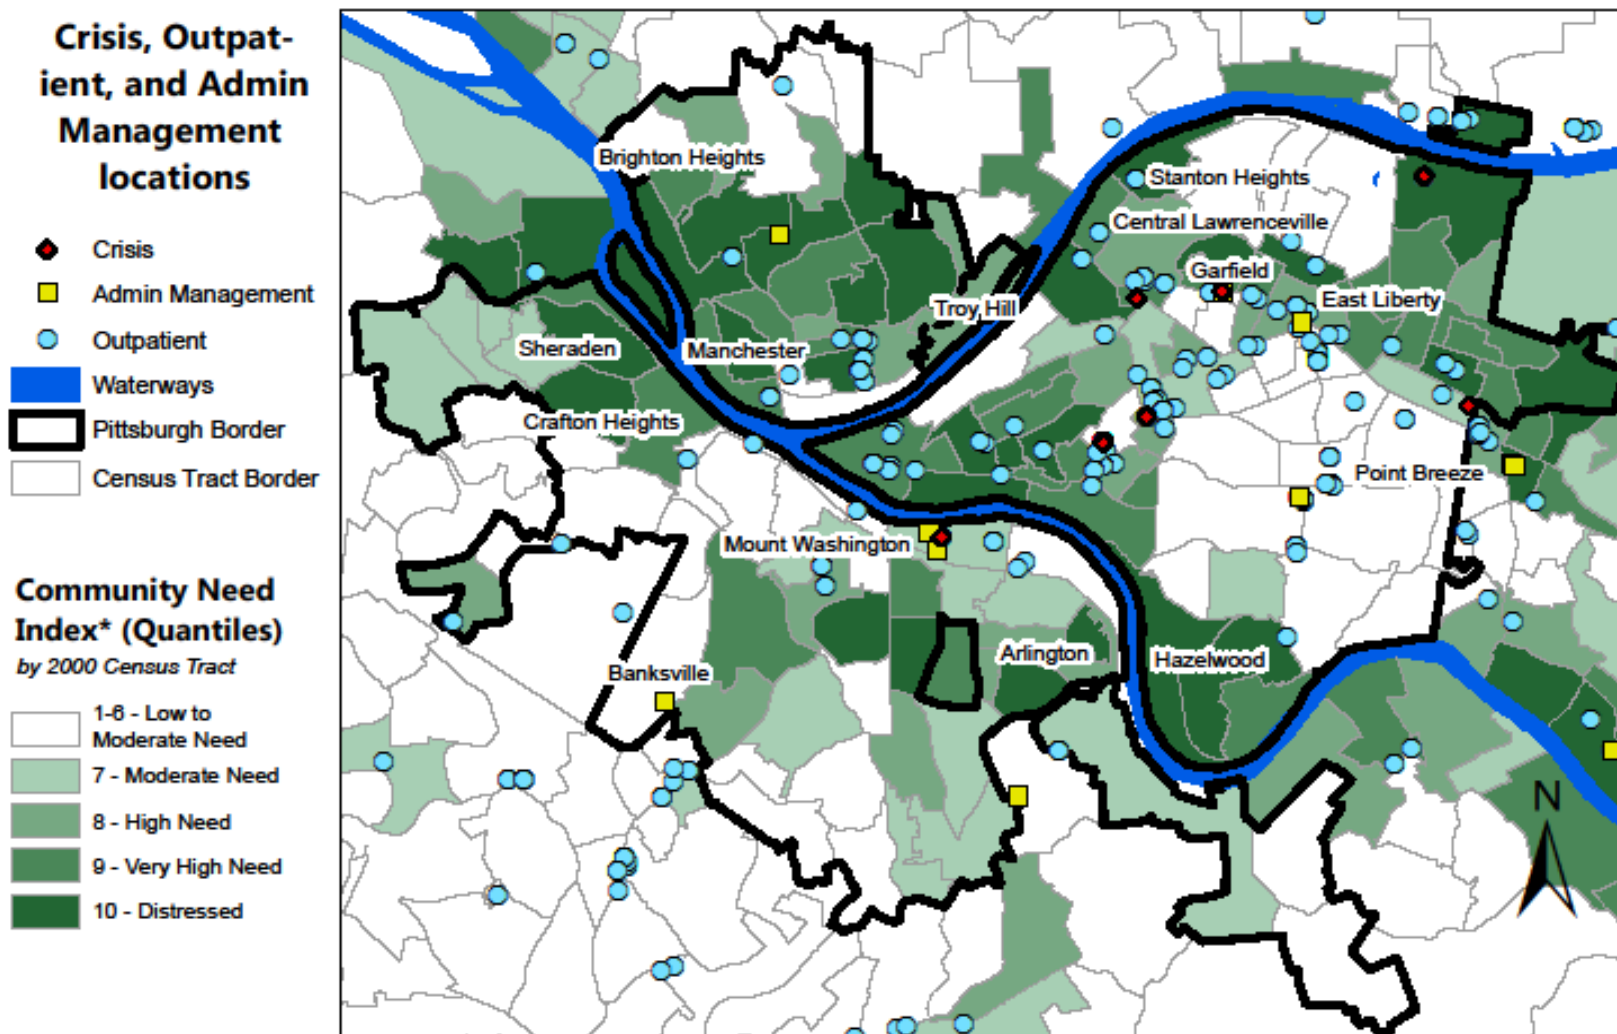 Crisis, Outpat-
ient, and Admin
Management
locations
Crisis
Admin Management
Outpatient
Waterways
Pittsburgh Border
Census Tract Border
Community Need
Index* (Quantiles)
by 2000 Census Tract
1-6 - Low to
Moderate Need
7 - Moderate Need
8 - High Need
9 - Very High Need
10 - Distressed
Brighton Heights
Stanton Heights
Central Lawrenceville
Garfield
East Liberty
Troy Hill
Sheraden
Manchester
Crafton Heights
Point Breeze
Mount Washington
Arlington
Hazelwood
Banksville
N